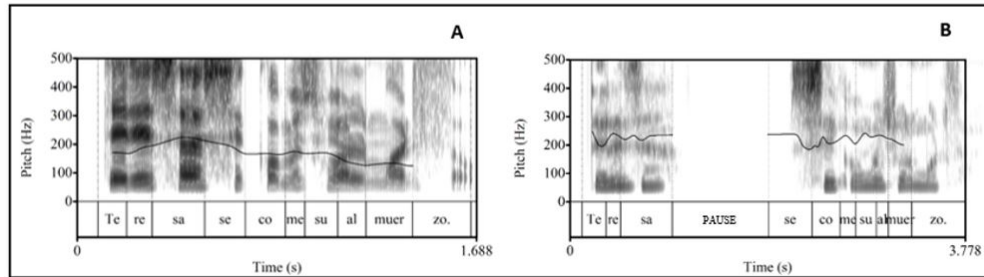 A
B
500
400
300
200
100
0
Pitch (Hz)
Te re sa se co me su al muer zo.
0
1.688
Time (s)
500
400
300
200
100
0
Pitch (Hz)
Te re sa PAUSE se co me su al muer zo.
0
3.778
Time (s)